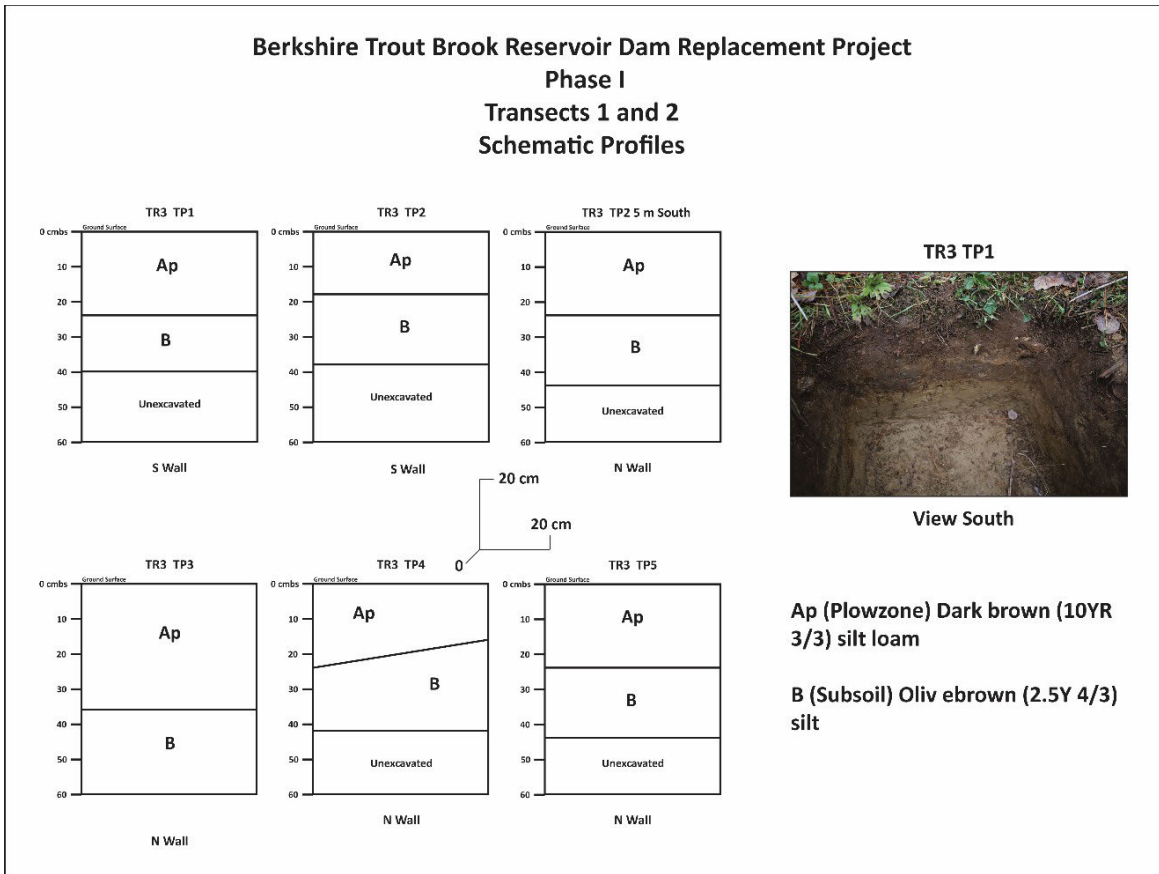 Berkshire Trout Brook Reservoir Dam Replacement Project
Phase I
Transects 1 and 2
Schematic Profiles
TR3 TP1
0 cmbs
Ground Surface
Ap
10
20
B
30
40
Unexcavated
50
60
S Wall
TR3 TP2
0 cmbs
Ground Surface
Ap
10
20
B
30
40
Unexcavated
50
60
S Wall
TR3 TP2 5 m South
0 cmbs
Ground Surface
Ap
10
20
B
30
40
Unexcavated
50
60
N Wall
TR3 TP1
View South
20 cm
20 cm
0
TR3 TP3
0 cmbs
Ground Surface
Ap
10
20
30
40
B
50
60
N Wall
TR3 TP4
0 cmbs
Ground Surface
Ap
10
20
B
30
40
Unexcavated
50
60
N Wall
TR3 TP5
0 cmbs
Ground Surface
Ap
10
20
B
30
40
Unexcavated
50
60
N Wall
Ap (Plowzone) Dark brown (10YR
3/3) silt loam
B (Subsoil) Oliv ebrown (2.5Y 4/3)
silt